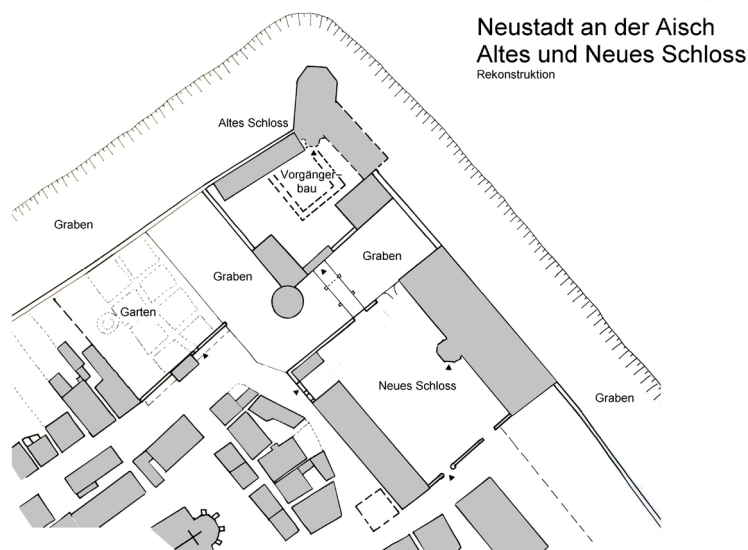 Neustadt an der Aisch
Altes und Neues Schloss
Rekonstruktion
Altes Schloss
Vorgänger-
bau
Graben
Graben
Graben
Garten
Neues Schloss
Graben